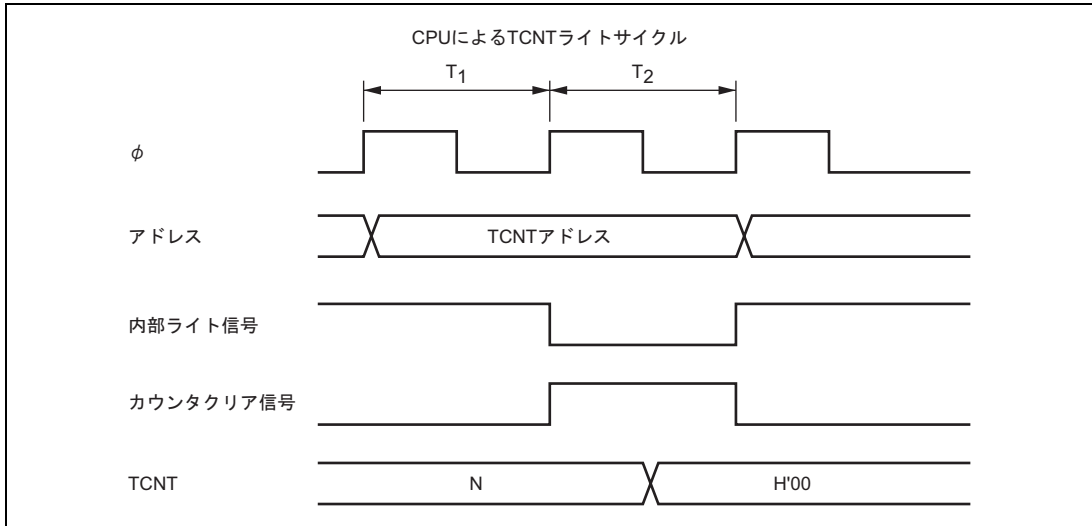 CPUによるTCNTライトサイクル
T1 T2
φ
アドレス TCNTアドレス
内部ライト信号
カウンタクリア信号
TCNT N H'00